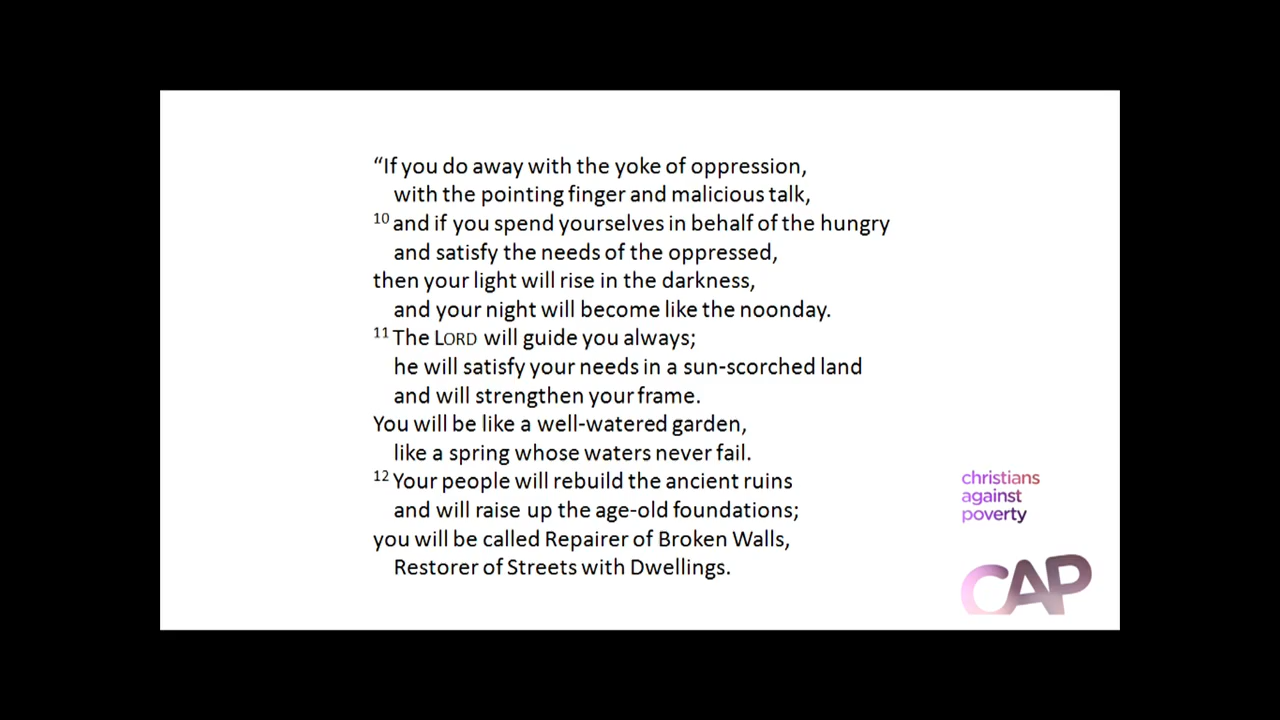 “If you do away with the yoke of oppression,
with the pointing finger and malicious talk,
10 and if you spend yourselves in behalf of the hungry
and satisfy the needs of the oppressed,
then your light will rise in the darkness,
and your night will become like the noonday.
11 The LORD will guide you always;
he will satisfy your needs in a sun-scorched land
and will strengthen your frame.
You will be like a well-watered garden,
like a spring whose waters never fail.
12 Your people will rebuild the ancient ruins
and will raise up the age-old foundations;
you will be called Repairer of Broken Walls,
Restorer of Streets with Dwellings.
christians
against
poverty
CAP